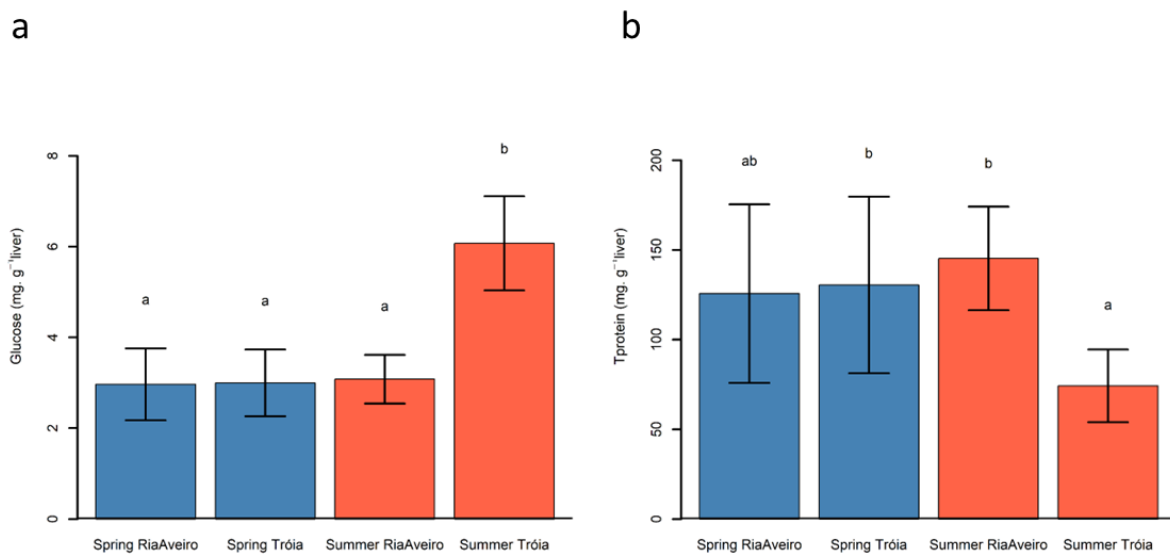 a
Glucose (mg. g⁻¹liver)
8
6
4
2
0
a
a
a
b
Spring RiaAveiro
Spring Tróia
Summer RiaAveiro
Summer Tróia
b
Tprotein (mg. g⁻¹liver)
200
150
100
50
0
ab
b
b
a
Spring RiaAveiro
Spring Tróia
Summer RiaAveiro
Summer Tróia